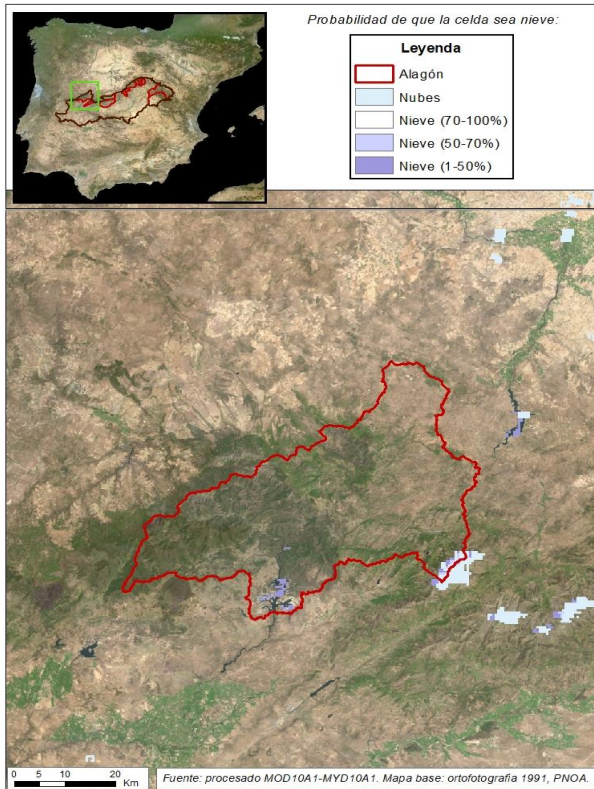 Probabilidad de que la celda sea nieve:
Leyenda
Alagón
Nubes
Nieve (70-100%)
Nieve (50-70%)
Nieve (1-50%)
0 5 10 20
Km
Fuente: procesado MOD10A1-MYD10A1. Mapa base: ortofotografía 1991, PNOA.